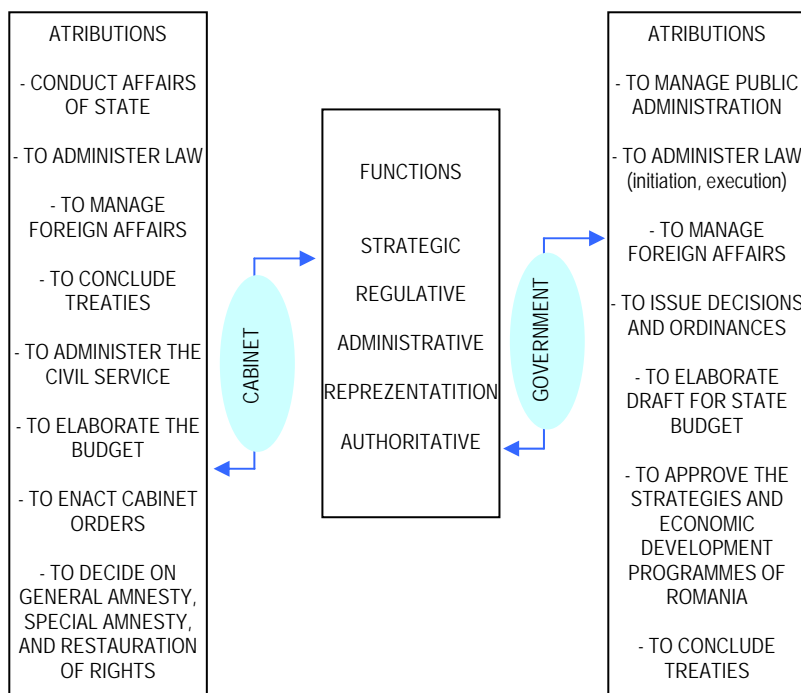 ATRIBUTIONS
- CONDUCT AFFAIRS
OF STATE
- TO ADMINISTER LAW
- TO MANAGE
FOREIGN AFFAIRS
- TO CONCLUDE
TREATIES
- TO ADMINISTER THE
CIVIL SERVICE
- TO ELABORATE THE
BUDGET
- TO ENACT CABINET
ORDERS
- TO DECIDE ON
GENERAL AMNESTY,
SPECIAL AMNESTY,
AND RESTAURATION
OF RIGHTS
CABINET
FUNCTIONS
STRATEGIC
REGULATIVE
ADMINISTRATIVE
REPREZENTATITION
AUTHORITATIVE
GOVERNMENT
ATRIBUTIONS
- TO MANAGE PUBLIC
ADMINISTRATION
- TO ADMINISTER LAW
(initiation, execution)
- TO MANAGE
FOREIGN AFFAIRS
- TO ISSUE DECISIONS
AND ORDINANCES
- TO ELABORATE
DRAFT FOR STATE
BUDGET
- TO APPROVE THE
STRATEGIES AND
ECONOMIC
DEVELOPMENT
PROGRAMMES OF
ROMANIA
- TO CONCLUDE
TREATIES